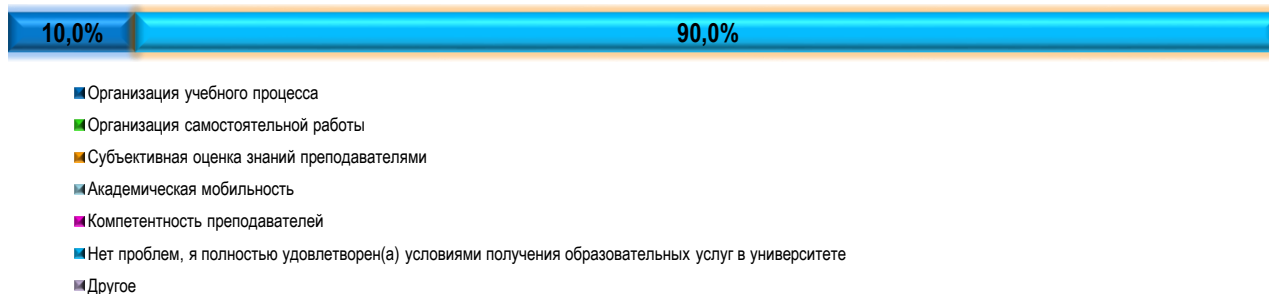 10,0% 90,0%
Организация учебного процесса
Организация самостоятельной работы
Субъективная оценка знаний преподавателями
Академическая мобильность
Компетентность преподавателей
Нет проблем, я полностью удовлетворен(а) условиями получения образовательных услуг в университете
Другое